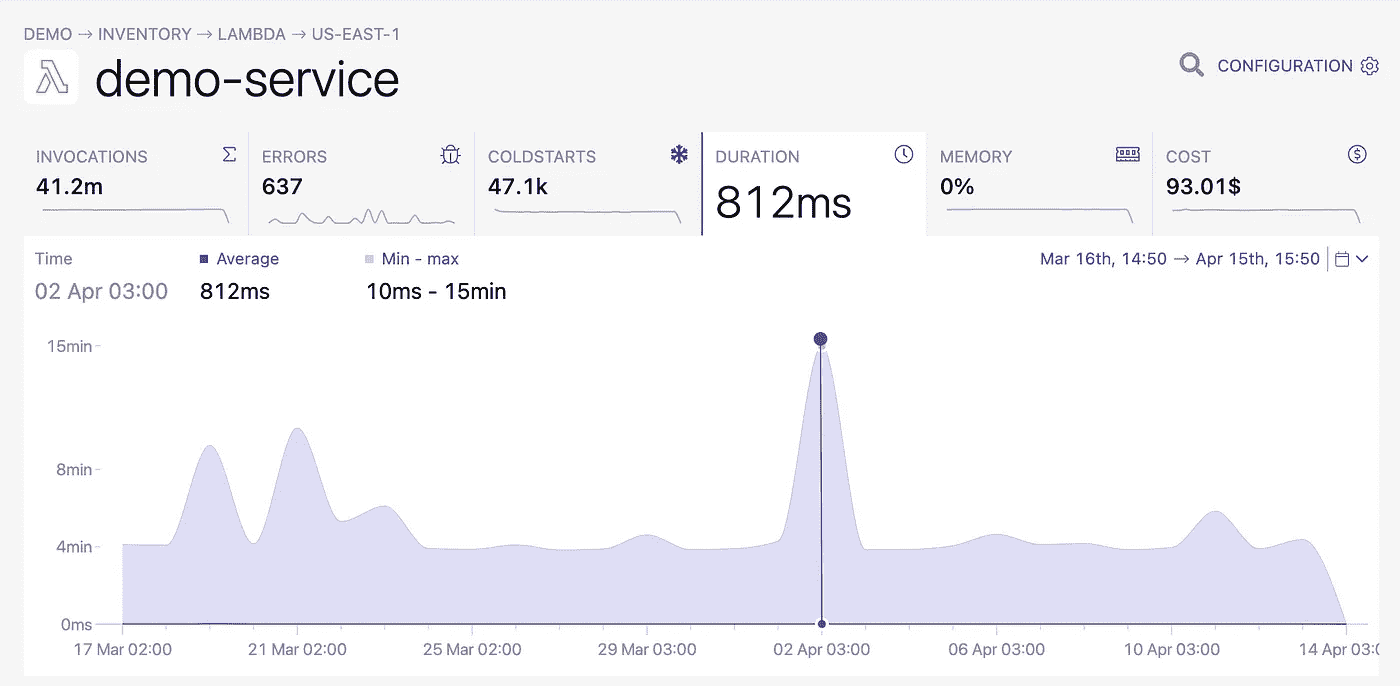 DEMO → INVENTORY → LAMBDA → US-EAST-1
demo-service
CONFIGURATION
INVOCATIONS
41.2m
ERRORS
637
COLDSTARTS
47.1k
DURATION
812ms
MEMORY
0%
COST
93.01$
Time
02 Apr 03:00
Average
812ms
Min - max
10ms - 15min
Mar 16th, 14:50 → Apr 15th, 15:50
15min
8min
4min
0ms
17 Mar 02:00 21 Mar 02:00 25 Mar 02:00 29 Mar 03:00 02 Apr 03:00 06 Apr 03:00 10 Apr 03:00 14 Apr 03:0